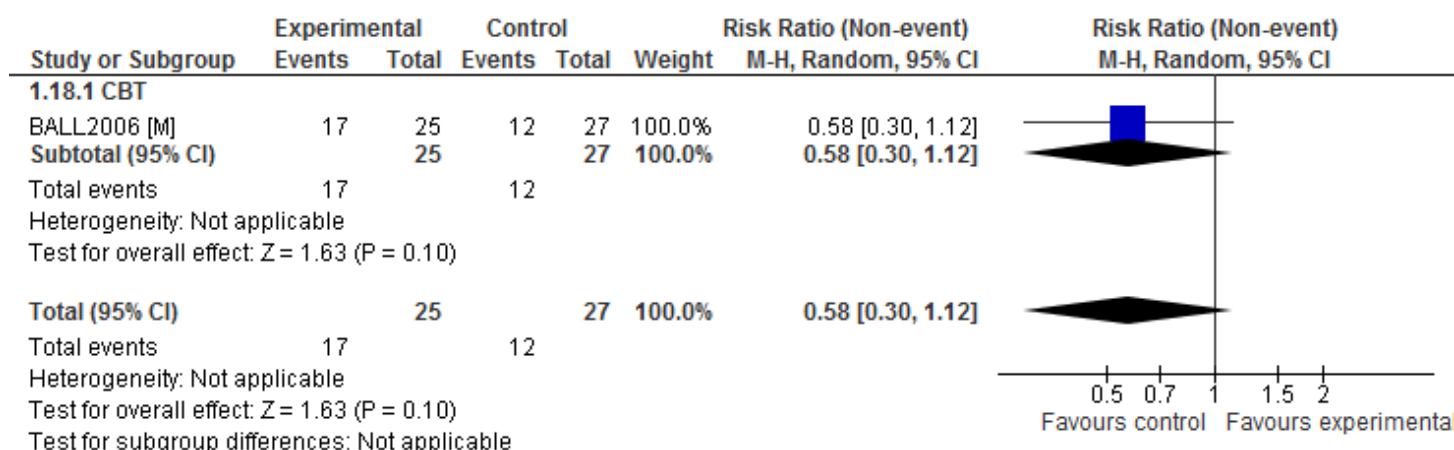 Experimental Control Risk Ratio (Non-event) Risk Ratio (Non-event)
Study or Subgroup Events Total Events Total Weight M-H, Random, 95% CI M-H, Random, 95% CI
1.18.1 CBT
BALL2006 [M] 17 25 12 27 100.0% 0.58 [0.30, 1.12]
Subtotal (95% CI) 25 27 100.0% 0.58 [0.30, 1.12]
Total events 17 12
Heterogeneity: Not applicable
Test for overall effect: Z = 1.63 (P = 0.10)
Total (95% CI) 25 27 100.0% 0.58 [0.30, 1.12]
Total events 17 12
Heterogeneity: Not applicable
0.5 0.7 1 1.5 2
Test for overall effect: Z = 1.63 (P = 0.10)
Favours control Favours experimental
Test for subgroup differences: Not applicable